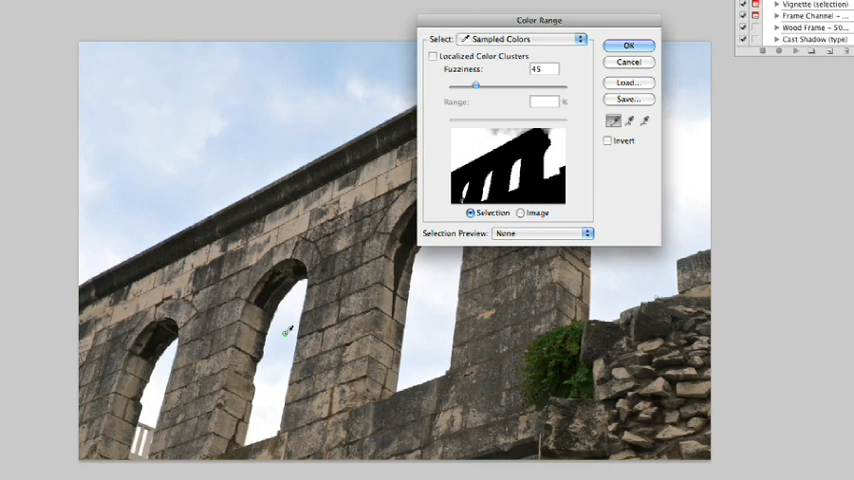 Color Range
Select: Sampled Colors
Localized Color Clusters
Fuzziness: 45
Range: %
Selection Image
Selection Preview: None
OK
Cancel
Load...
Save...
Invert
Vignette (selection)
Frame Channel - ...
Wood Frame - 50...
Cast Shadow (type)